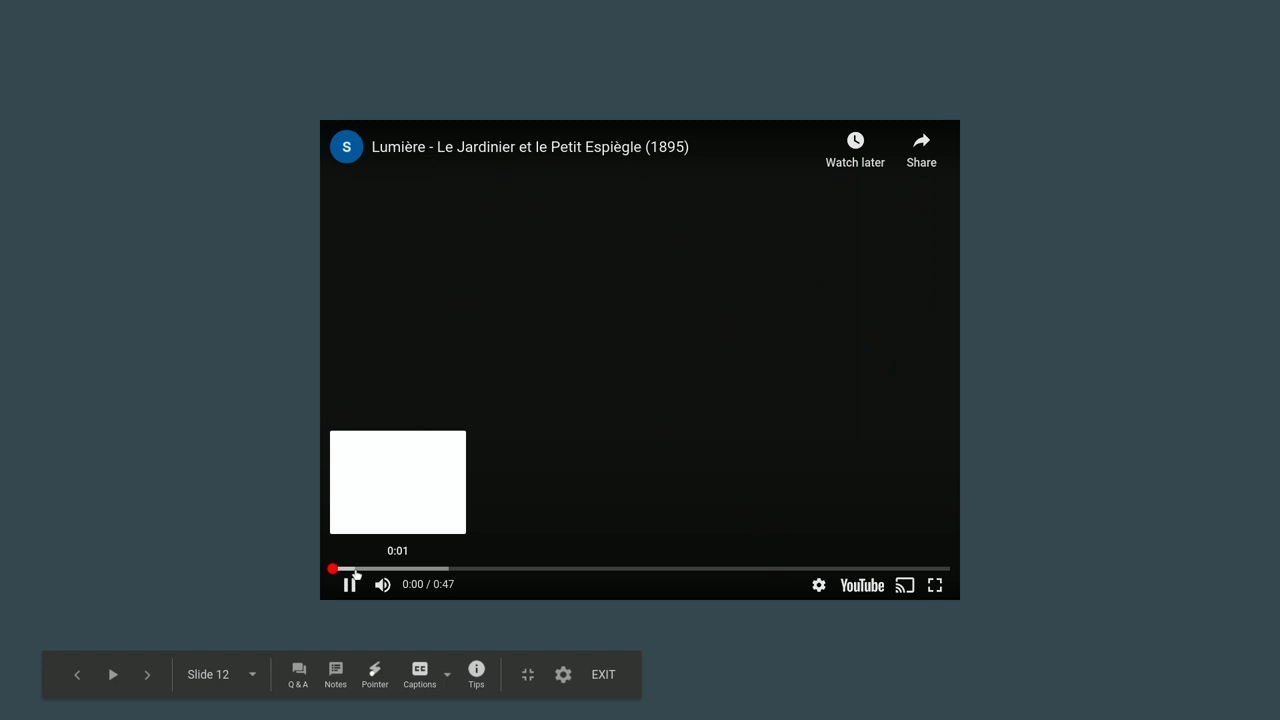 S
Lumière - Le Jardinier et le Petit Espiègle (1895)
Watch later
Share
0:01
0:00 / 0:47
YouTube
Slide 12
Q & A
Notes
Pointer
CC
Captions
Tips
EXIT